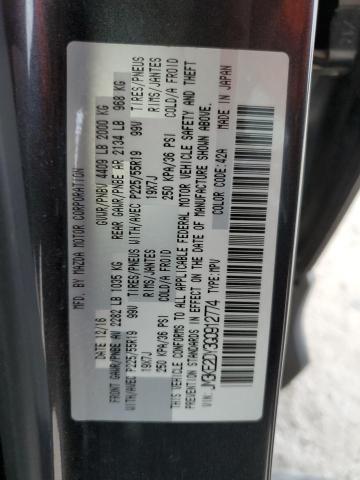 MFD. BY MAZDA MOTOR CORPORATION
12/16 GVWR/PNBV 4409 LB 2000 KG
FRONT GAWR/PNBE AV 2282 LB 1035 KG REAR GAWR/PNBE AR 2134 LB 968 KG
WITH/AVEC P225/55R19 99V TIRES/PNEUS WITH/AVEC P225/55R19 99V TIRES/PNEUS
19X7J RIMS/JANTES 19X7J RIMS/JANTES
250 KPA/36 PSI COLD/A FROID 250 KPA/36 PSI COLD/A FROID
THIS VEHICLE CONFORMS TO ALL APPLICABLE FEDERAL MOTOR VEHICLE SAFETY AND THEFT
PREVENTION STANDARDS IN EFFECT ON THE DATE OF MANUFACTURE SHOWN ABOVE.
MADE IN JAPAN
VIN: TYPE:MPV COLOR CODE:42A